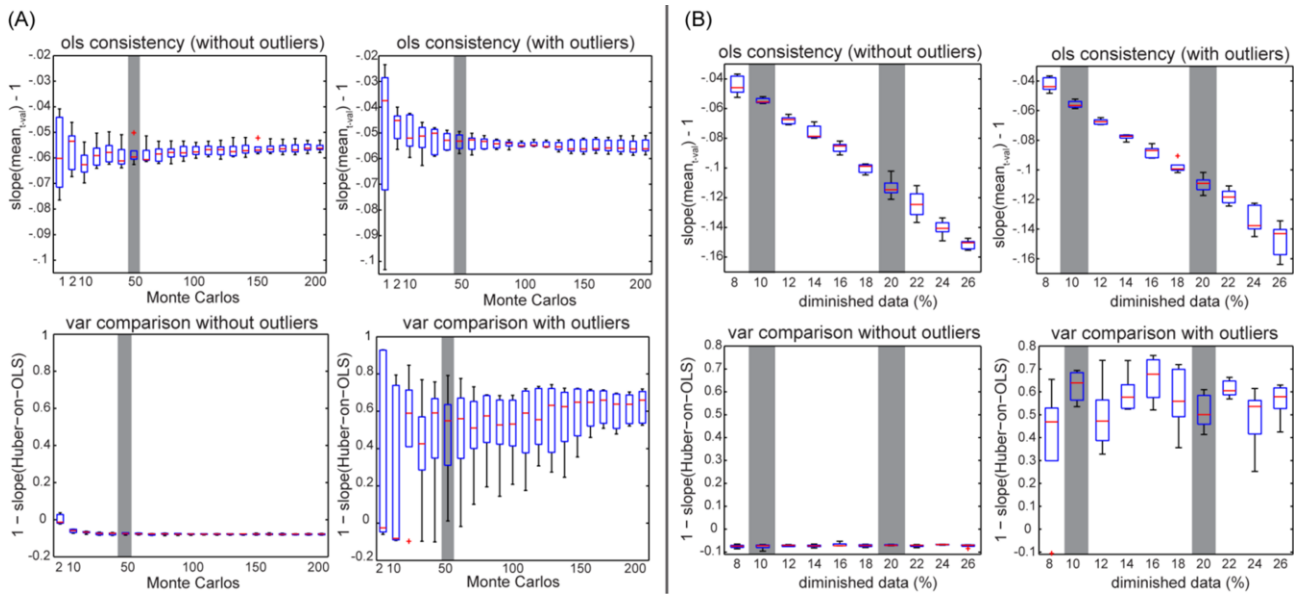 (A)
ols consistency (without outliers)
slope(mean t-val) - 1
-.02
-.03
-.04
-.05
-.06
-.07
-.08
-.09
-.1
1 2 10 50 100 150 200
Monte Carlos
ols consistency (with outliers)
slope(mean t-val) - 1
-.02
-.03
-.04
-.05
-.06
-.07
-.08
-.09
-.1
1 2 10 50 100 150 200
Monte Carlos
var comparison without outliers
1 − slope(Huber−on−OLS)
1
0.8
0.6
0.4
0.2
0
-0.2
2 10 50 100 150 200
Monte Carlos
var comparison with outliers
1 − slope(Huber−on−OLS)
1
0.8
0.6
0.4
0.2
0
-0.2
2 10 50 100 150 200
Monte Carlos
(B)
ols consistency (without outliers)
slope(mean t-val) - 1
-.04
-.06
-.08
-.1
-.12
-.14
-.16
8 10 12 14 16 18 20 22 24 26
diminished data (%)
ols consistency (with outliers)
slope(mean t-val) - 1
-.04
-.06
-.08
-.1
-.12
-.14
-.16
8 10 12 14 16 18 20 22 24 26
diminished data (%)
var comparison without outliers
1 − slope(Huber−on−OLS)
0.8
0.7
0.6
0.5
0.4
0.3
0.2
0.1
0
-0.1
8 10 12 14 16 18 20 22 24 26
diminished data (%)
var comparison with outliers
1 − slope(Huber−on−OLS)
0.8
0.7
0.6
0.5
0.4
0.3
0.2
0.1
0
-0.1
8 10 12 14 16 18 20 22 24 26
diminished data (%)